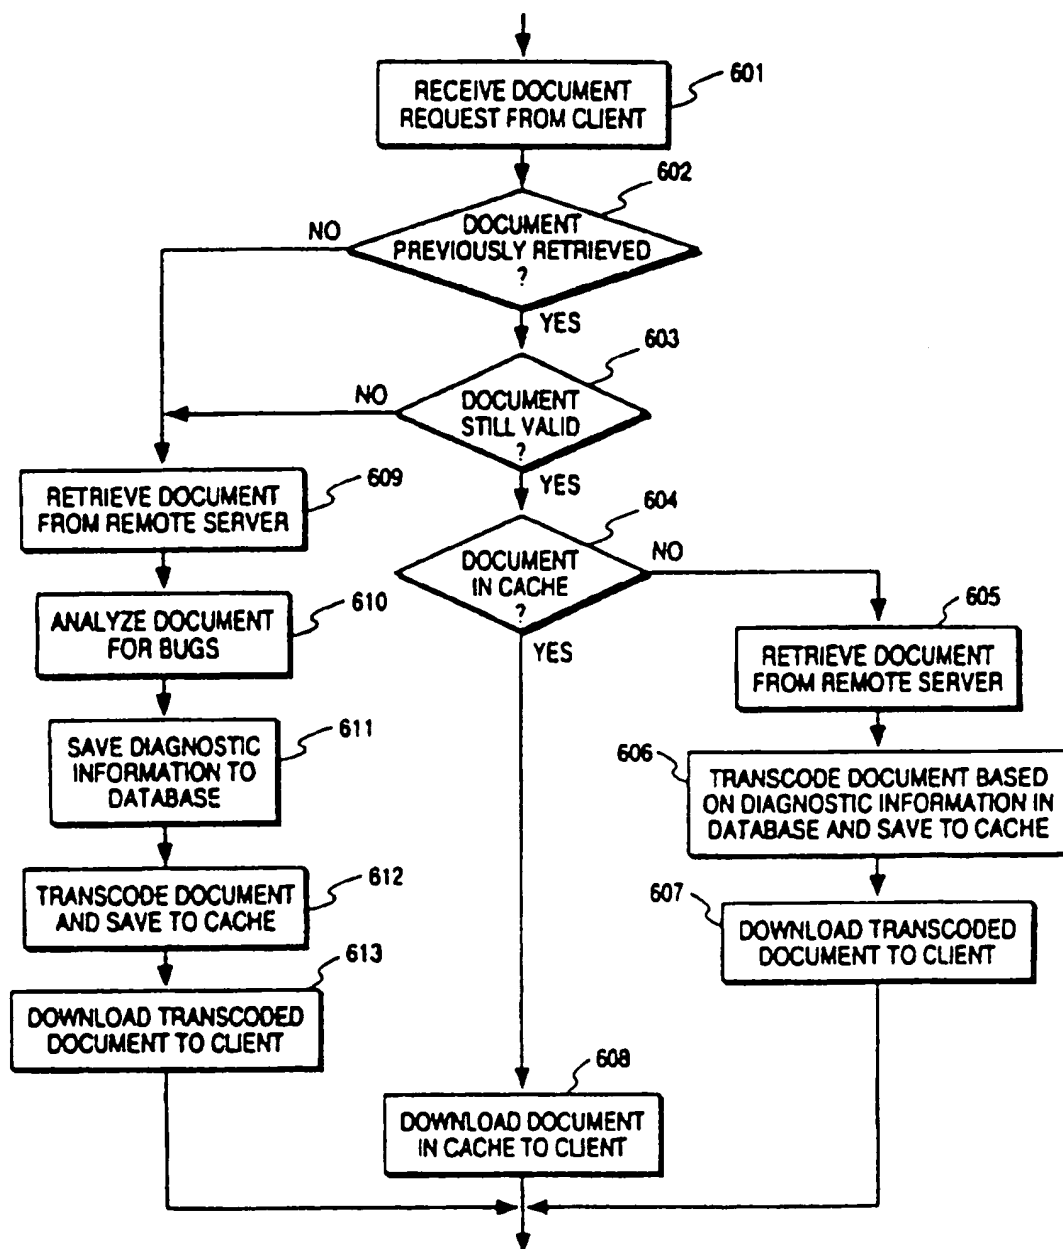 601
RECEIVE DOCUMENT
REQUEST FROM CLIENT
602
DOCUMENT
PREVIOUSLY RETRIEVED
?
NO
YES
603
DOCUMENT
STILL VALID
?
NO
YES
609
RETRIEVE DOCUMENT
FROM REMOTE SERVER
604
DOCUMENT
IN CACHE
?
NO
YES
610
ANALYZE DOCUMENT
FOR BUGS
605
RETRIEVE DOCUMENT
FROM REMOTE SERVER
611
SAVE DIAGNOSTIC
INFORMATION TO
DATABASE
606
TRANSCODE DOCUMENT BASED
ON DIAGNOSTIC INFORMATION IN
DATABASE AND SAVE TO CACHE
612
TRANSCODE DOCUMENT
AND SAVE TO CACHE
607
DOWNLOAD TRANSCODED
DOCUMENT TO CLIENT
613
DOWNLOAD TRANSCODED
DOCUMENT TO CLIENT
608
DOWNLOAD DOCUMENT
IN CACHE TO CLIENT